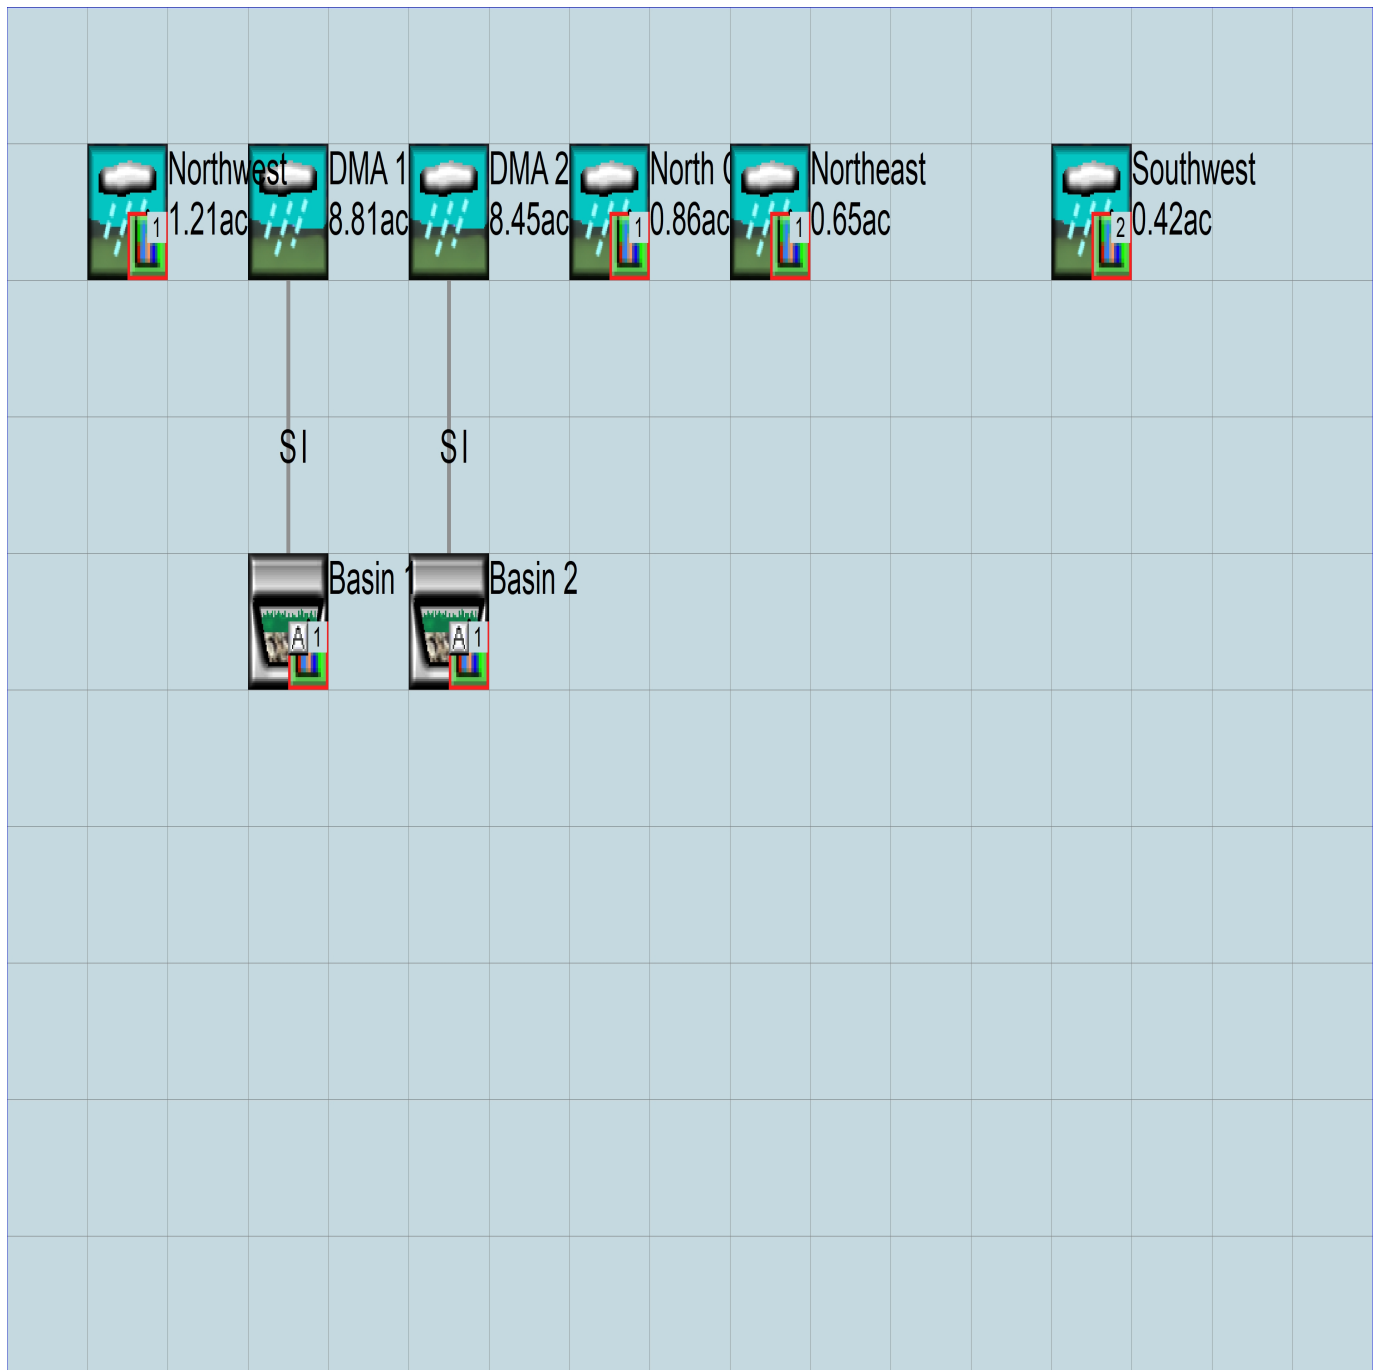 Northwest
1.21ac
1
DMA 1
8.81ac
DMA 2
8.45ac
North
0.86ac
1
Northeast
0.65ac
1
Southwest
0.42ac
2
SI
SI
Basin 1
A 1
Basin 2
A 1